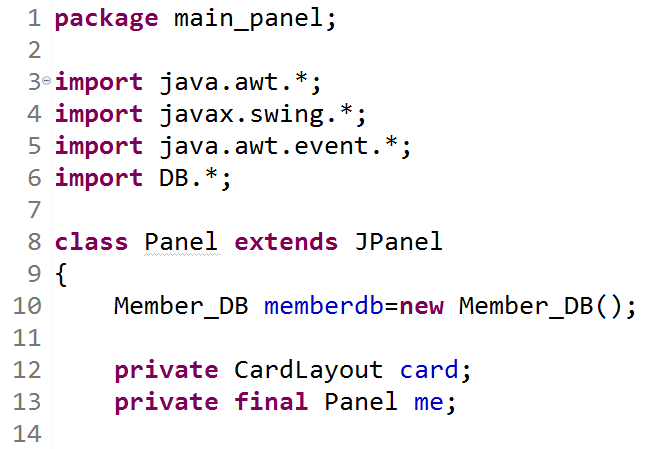 1 package main_panel;
2
3 import java.awt.*;
4 import javax.swing.*;
5 import java.awt.event.*;
6 import DB.*;
7
8 class Panel extends JPanel
9 {
10     Member_DB memberdb=new Member_DB();
11
12     private CardLayout card;
13     private final Panel me;
14